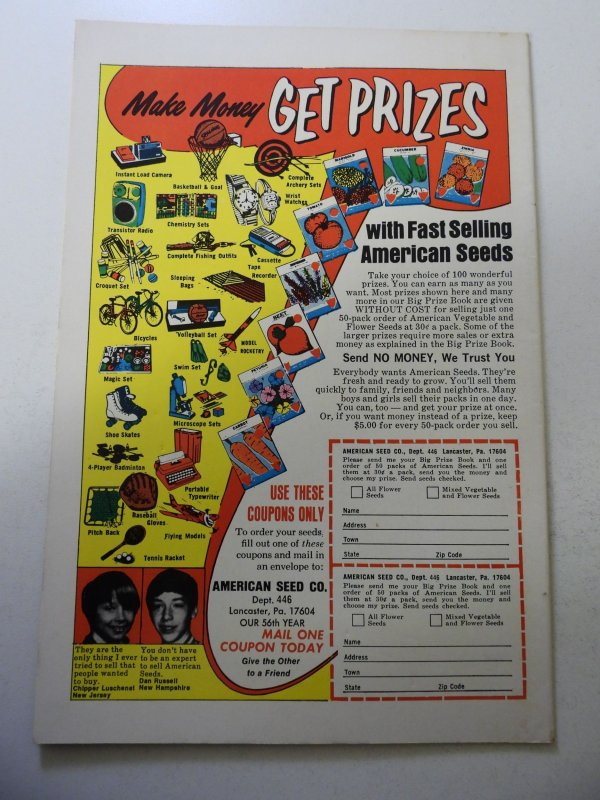 Make Money GET PRIZES
Instant Load Camera
Basketball & Goal
Complete
Archery Sets
Wrist
Watches
Transistor Radio
Chemistry Sets
Complete Fishing Outfits
Cassette
Tape
Recorder
Croquet Set
Sleeping
Bags
Bicycles
Volleyball Set
MODEL
ROCKETRY
Magic Set
Swim Set
Shoe Skates
Microscope Sets
4-Player Badminton
Portable
Typewriter
Pitch Back
Baseball
Gloves
Flying Models
Tennis Racket
MARIGOLD
CUCUMBER
ZINNIA
TOMATO
BEET
PETUNIA
CARROT
with Fast Selling
American Seeds
Take your choice of 100 wonderful
prizes. You can earn as many as you
want. Most prizes shown here and many
more in our Big Prize Book are given
WITHOUT COST for selling just one
50-pack order of American Vegetable and
Flower Seeds at 30¢ a pack. Some of the
larger prizes require more sales or extra
money as explained in the Big Prize Book.
Send NO MONEY, We Trust You
Everybody wants American Seeds. They're
fresh and ready to grow. You'll sell them
quickly to family, friends and neighbors. Many
boys and girls sell their packs in one day.
You can, too — and get your prize at once.
Or, if you want money instead of a prize, keep
$5.00 for every 50-pack order you sell.
USE THESE
COUPONS ONLY
To order your seeds,
fill out one of these
coupons and mail in
an envelope to:
AMERICAN SEED CO.
Dept. 446
Lancaster, Pa. 17604
OUR 56th YEAR
MAIL ONE
COUPON TODAY
Give the Other
to a Friend
AMERICAN SEED CO., Dept. 446 Lancaster, Pa. 17604
Please send me your Big Prize Book and one
order of 50 packs of American Seeds. I'll sell
them at 30¢ a pack, send you the money and
choose my prize. Send seeds checked.
All Flower
Seeds
Mixed Vegetable
and Flower Seeds
Name
Address
Town
State Zip Code
AMERICAN SEED CO., Dept. 446 Lancaster, Pa. 17604
Please send me your Big Prize Book and one
order of 50 packs of American Seeds. I'll sell
them at 30¢ a pack, send you the money and
choose my prize. Send seeds checked.
All Flower
Seeds
Mixed Vegetable
and Flower Seeds
Name
Address
Town
State Zip Code
They are the
only thing I ever
tried to sell that
people wanted
to buy.
Chipper Luschenat
New Jersey
You don't have
to be an expert
to sell American
Seeds.
Dan Russell
New Hampshire